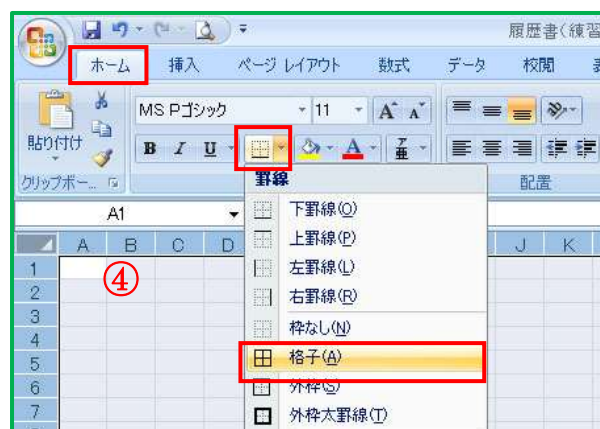 履歴書(練習
ホーム 挿入 ページ レイアウト 数式 データ 校閲
貼り付け
MS Pゴシック 11 A A
B I U A
クリップボー... 配置
罫線
A1
下罫線(O)
上罫線(P)
左罫線(L)
右罫線(R)
枠なし(N)
格子(A)
外枠(S)
外枠太罫線(T)
A B C D J K
④
1
2
3
4
5
6
7